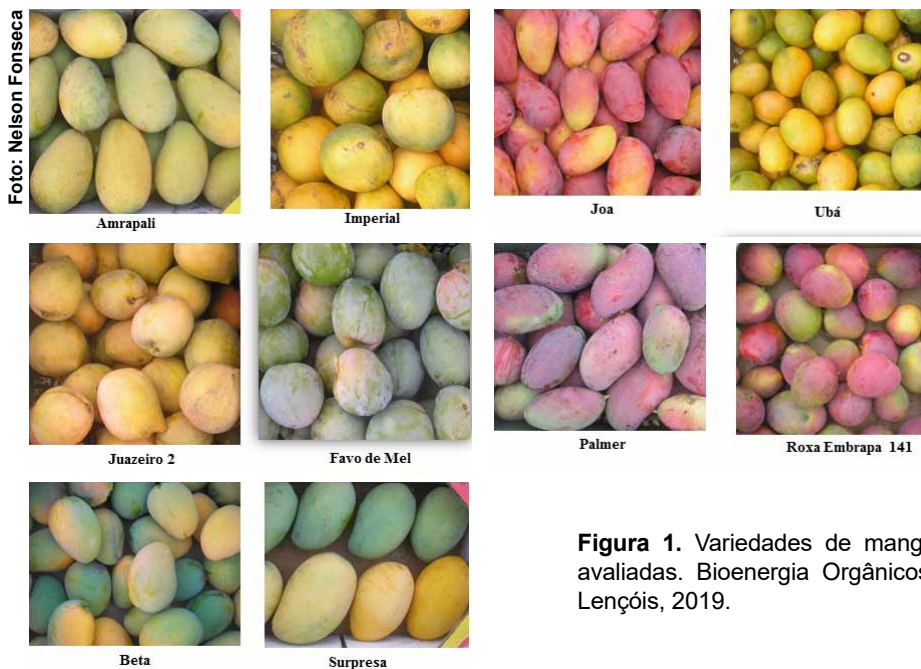 Foto: Nelson Fonseca
Amrapali
Imperial
Joa
Ubá
Juazeiro 2
Favo de Mel
Palmer
Roxa Embrapa 141
Beta
Surpresa
Figura 1. Variedades de mang
avaliadas. Bioenergia Orgânicos
Lençóis, 2019.